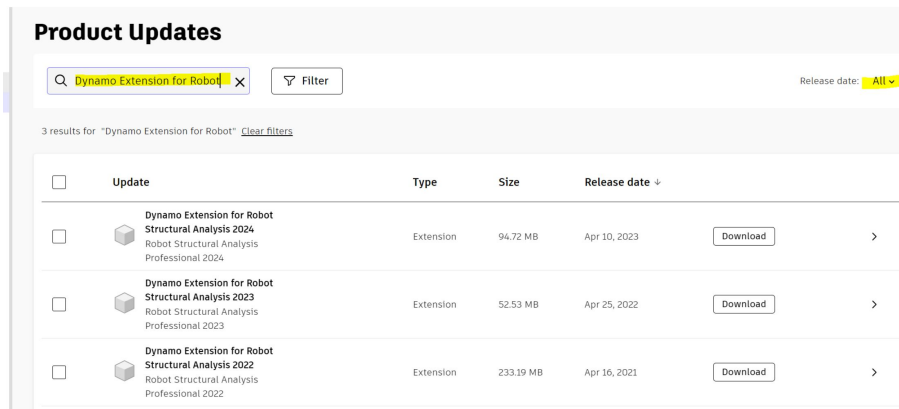 Product Updates
Dynamo Extension for Robot
Filter
Release date: All
3 results for "Dynamo Extension for Robot" Clear filters
Update Type Size Release date
Dynamo Extension for Robot
Structural Analysis 2024
Robot Structural Analysis
Professional 2024
Extension 94.72 MB Apr 10, 2023 Download
Dynamo Extension for Robot
Structural Analysis 2023
Robot Structural Analysis
Professional 2023
Extension 52.53 MB Apr 25, 2022 Download
Dynamo Extension for Robot
Structural Analysis 2022
Robot Structural Analysis
Professional 2022
Extension 233.19 MB Apr 16, 2021 Download